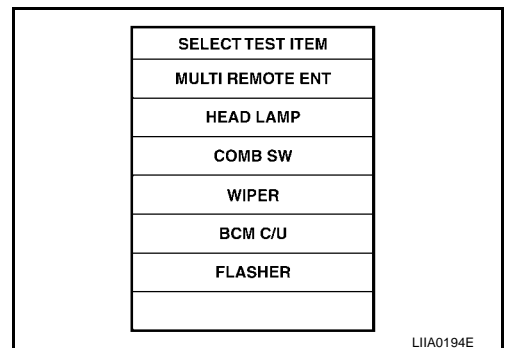 SELECT TEST ITEM
MULTI REMOTE ENT
HEAD LAMP
COMB SW
WIPER
BCM C/U
FLASHER
LIIA0194E